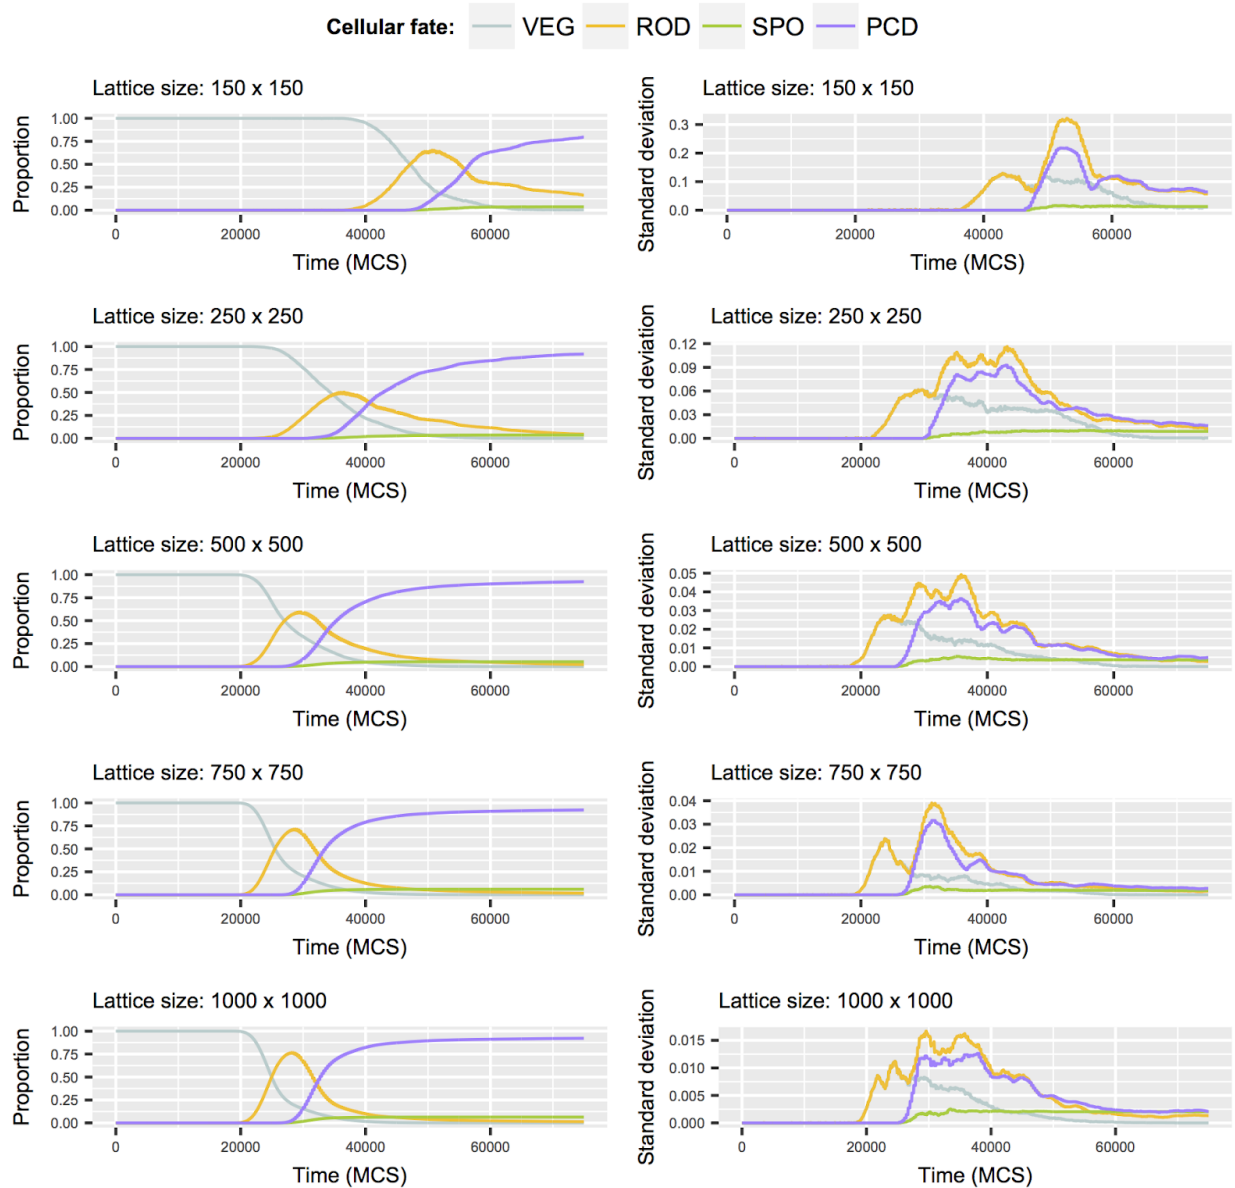 Cellular fate: VEG ROD SPO PCD
Lattice size: 150 x 150
Proportion
1.00
0.75
0.50
0.25
0.00
0 20000 40000 60000
Time (MCS)
Lattice size: 150 x 150
Standard deviation
0.3
0.2
0.1
0.0
0 20000 40000 60000
Time (MCS)
Lattice size: 250 x 250
Proportion
1.00
0.75
0.50
0.25
0.00
0 20000 40000 60000
Time (MCS)
Lattice size: 250 x 250
Standard deviation
0.12
0.09
0.06
0.03
0.00
0 20000 40000 60000
Time (MCS)
Lattice size: 500 x 500
Proportion
1.00
0.75
0.50
0.25
0.00
0 20000 40000 60000
Time (MCS)
Lattice size: 500 x 500
Standard deviation
0.05
0.04
0.03
0.02
0.01
0.00
0 20000 40000 60000
Time (MCS)
Lattice size: 750 x 750
Proportion
1.00
0.75
0.50
0.25
0.00
0 20000 40000 60000
Time (MCS)
Lattice size: 750 x 750
Standard deviation
0.04
0.03
0.02
0.01
0.00
0 20000 40000 60000
Time (MCS)
Lattice size: 1000 x 1000
Proportion
1.00
0.75
0.50
0.25
0.00
0 20000 40000 60000
Time (MCS)
Lattice size: 1000 x 1000
Standard deviation
0.015
0.010
0.005
0.000
0 20000 40000 60000
Time (MCS)